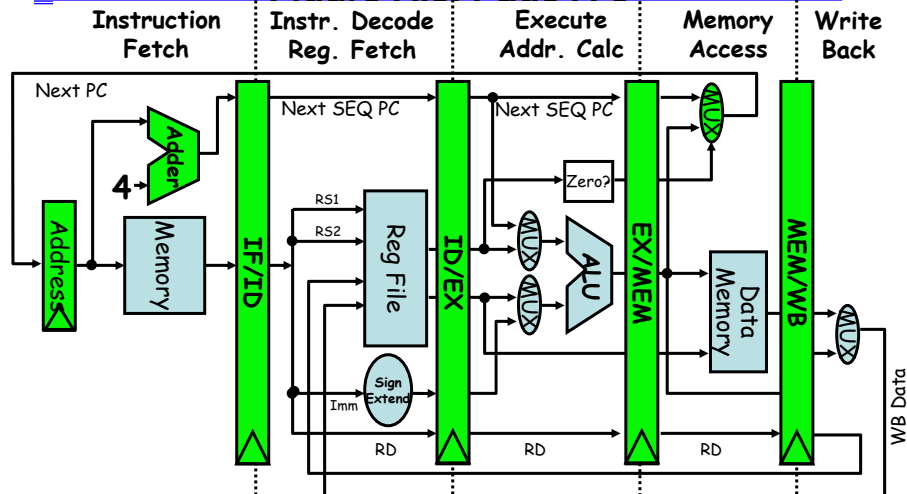 Instruction
Fetch
Instr. Decode
Reg. Fetch
Execute
Addr. Calc
Memory
Access
Write
Back
Next PC
Next SEQ PC
Next SEQ PC
MUX
Adder
4
Zero?
RS1
RS2
Address
Memory
IF/ID
Reg File
ID/EX
MUX
MUX
ALU
EX/MEM
Data
Memory
MEM/WB
MUX
Sign
Extend
Imm
RD
RD
RD
WB Data